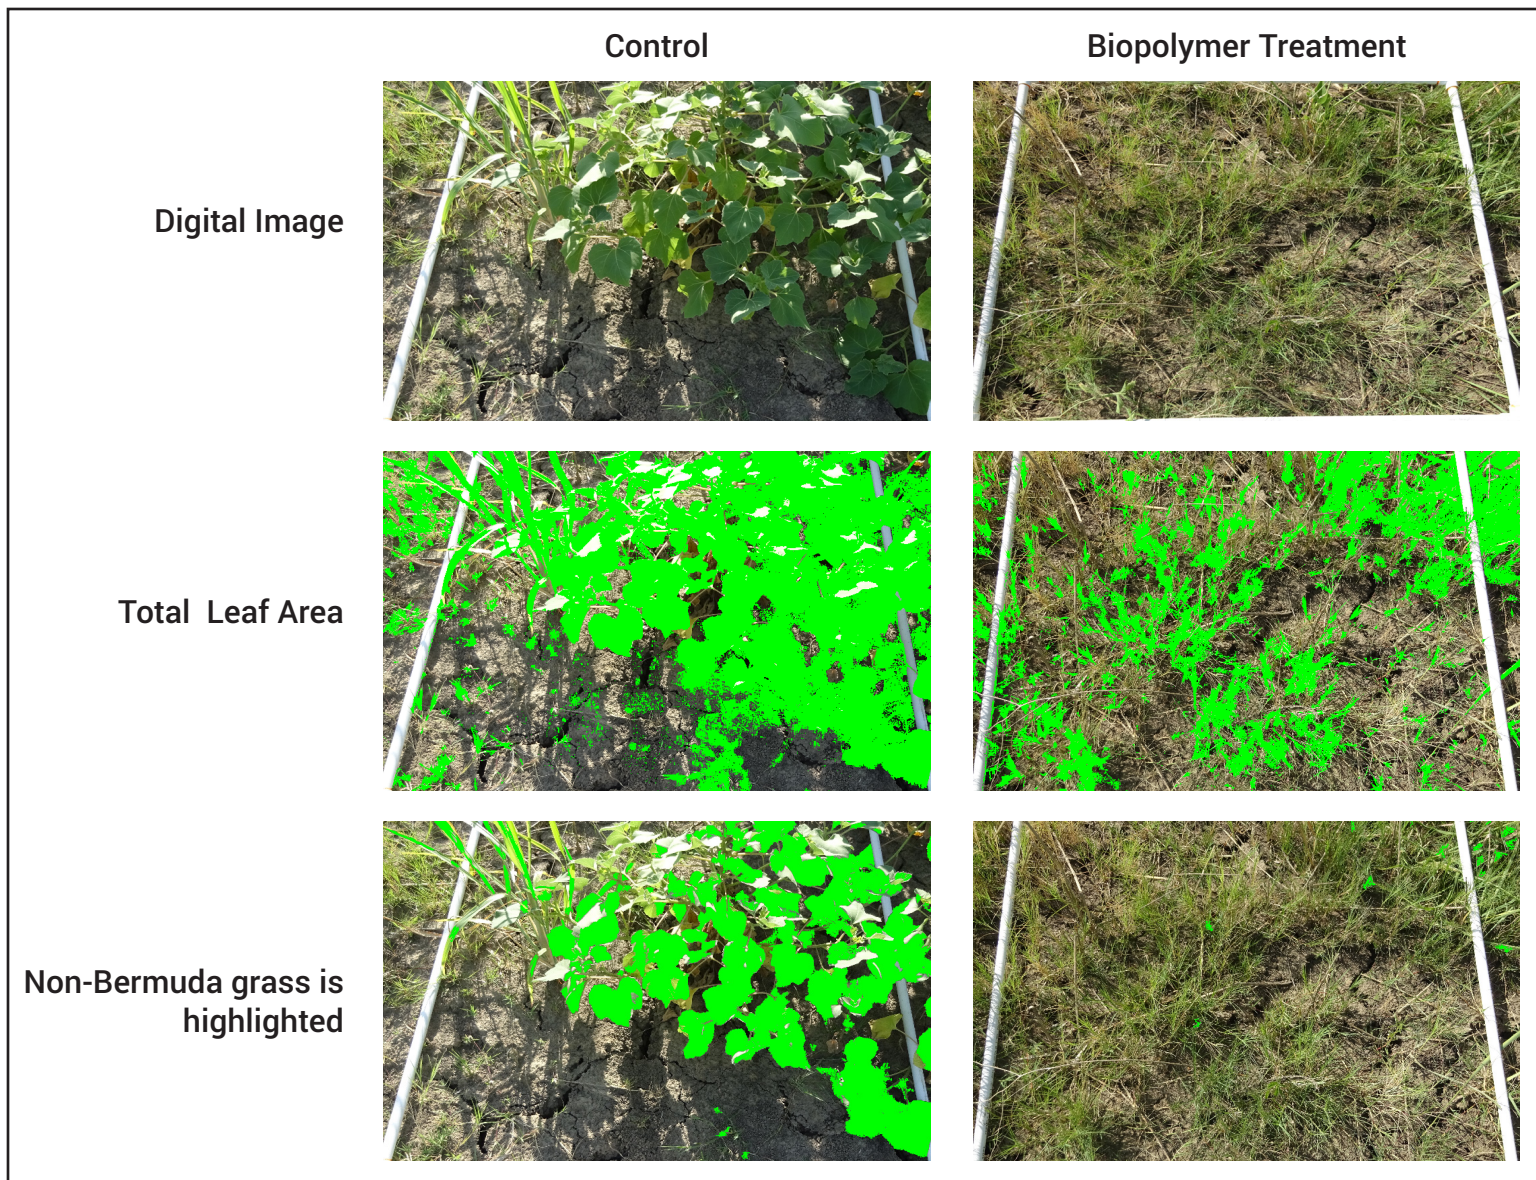 Control
Biopolymer Treatment
Digital Image
Total Leaf Area
Non-Bermuda grass is
highlighted